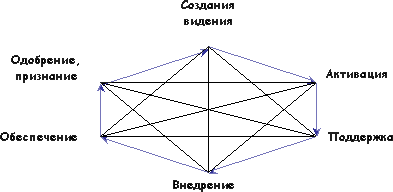 Создания
видения
Одобрение,
признание
Активация
Обеспечение
Поддержка
Внедрение